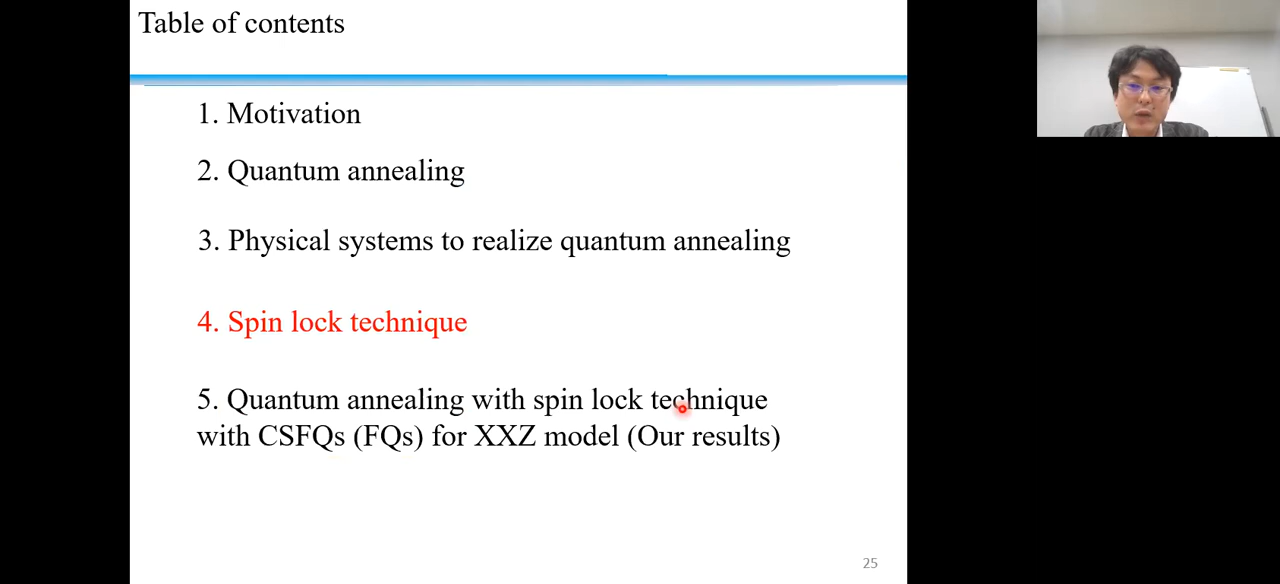 Table of contents
1. Motivation
2. Quantum annealing
3. Physical systems to realize quantum annealing
4. Spin lock technique
5. Quantum annealing with spin lock technique
with CSFQs (FQs) for XXZ model (Our results)
25